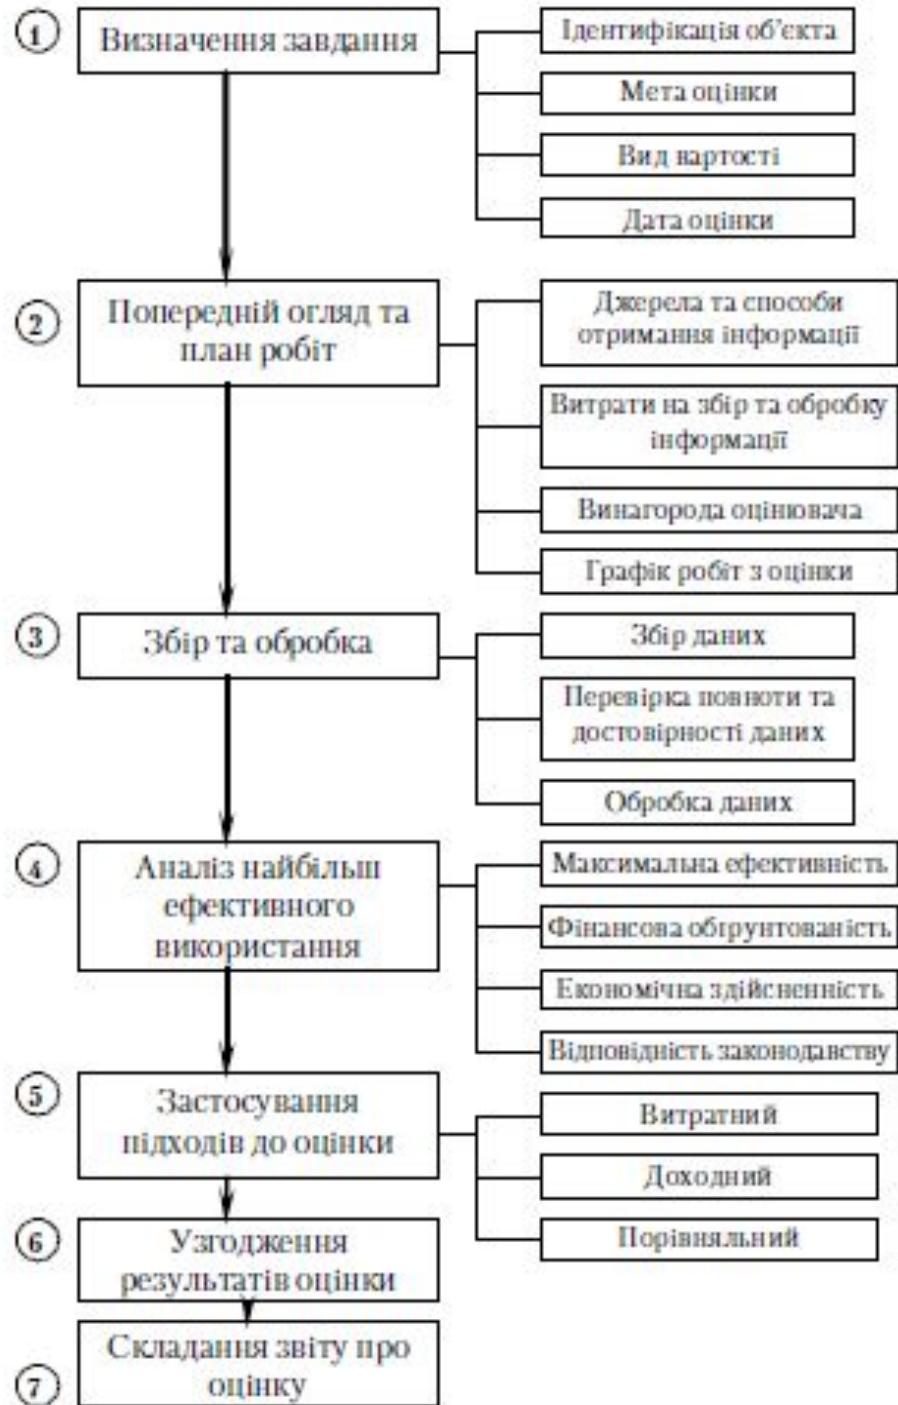 1
Визначення завдання
Ідентифікація об’єкта
Мета оцінки
Вид вартості
Дата оцінки
2
Попередній огляд та
план робіт
Джерела та способи
отримання інформації
Витрати на збір та обробку
інформації
Винагорода оцінювача
Графік робіт з оцінки
3
Збір та обробка
Збір даних
Перевірка повноти та
достовірності даних
Обробка даних
4
Аналіз найбільш
ефективного
використання
Максимальна ефективність
Фінансова обґрунтованість
Економічна здійсненність
Відповідність законодавству
5
Застосування
підходів до оцінки
Витратний
Доходний
Порівняльний
6
Узгодження
результатів оцінки
7
Складання звіту про
оцінку